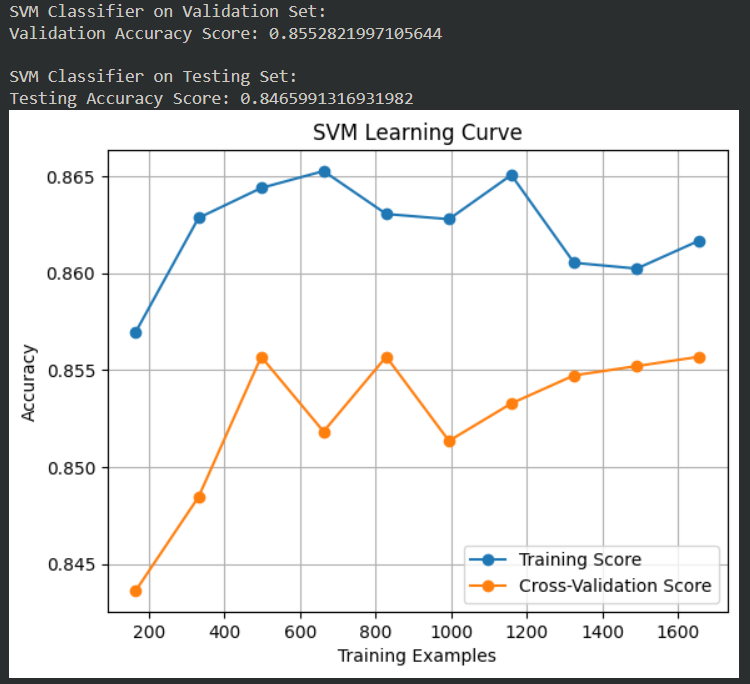 SVM Classifier on Validation Set:
Validation Accuracy Score: 0.8552821997105644
SVM Classifier on Testing Set:
Testing Accuracy Score: 0.8465991316931982
SVM Learning Curve
0.865
0.860
0.855
0.850
0.845
Accuracy
Training Score
Cross-Validation Score
200 400 600 800 1000 1200 1400 1600
Training Examples